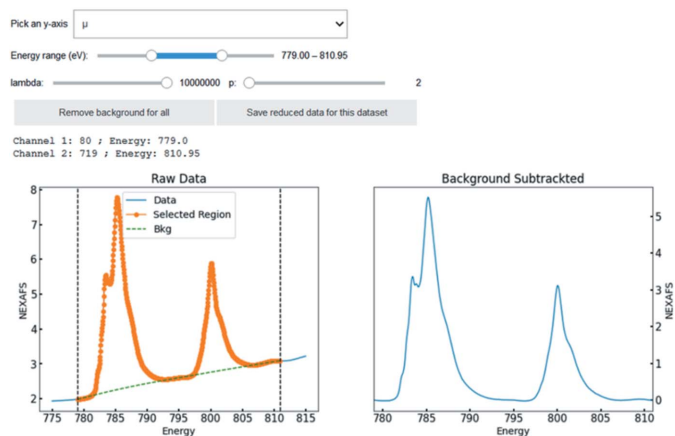 Pick an y-axis μ
Energy range (eV): 779.00 – 810.95
lambda: 10000000 p: 2
Remove background for all Save reduced data for this dataset
Channel 1: 80 ; Energy: 779.0
Channel 2: 719 ; Energy: 810.95
Raw Data
8
7
6
5
4
3
2
NEXAFS
Data
Selected Region
Bkg
775 780 785 790 795 800 805 810 815
Energy
Background Subtrackted
5
4
3
2
1
0
NEXAFS
780 785 790 795 800 805 810
Energy